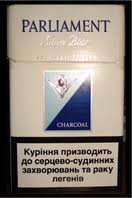 PARLIAMENT
Silver Blue
CHARCOAL
Куріння призводить
до серцево-судинних
захворювань та раку
легенів